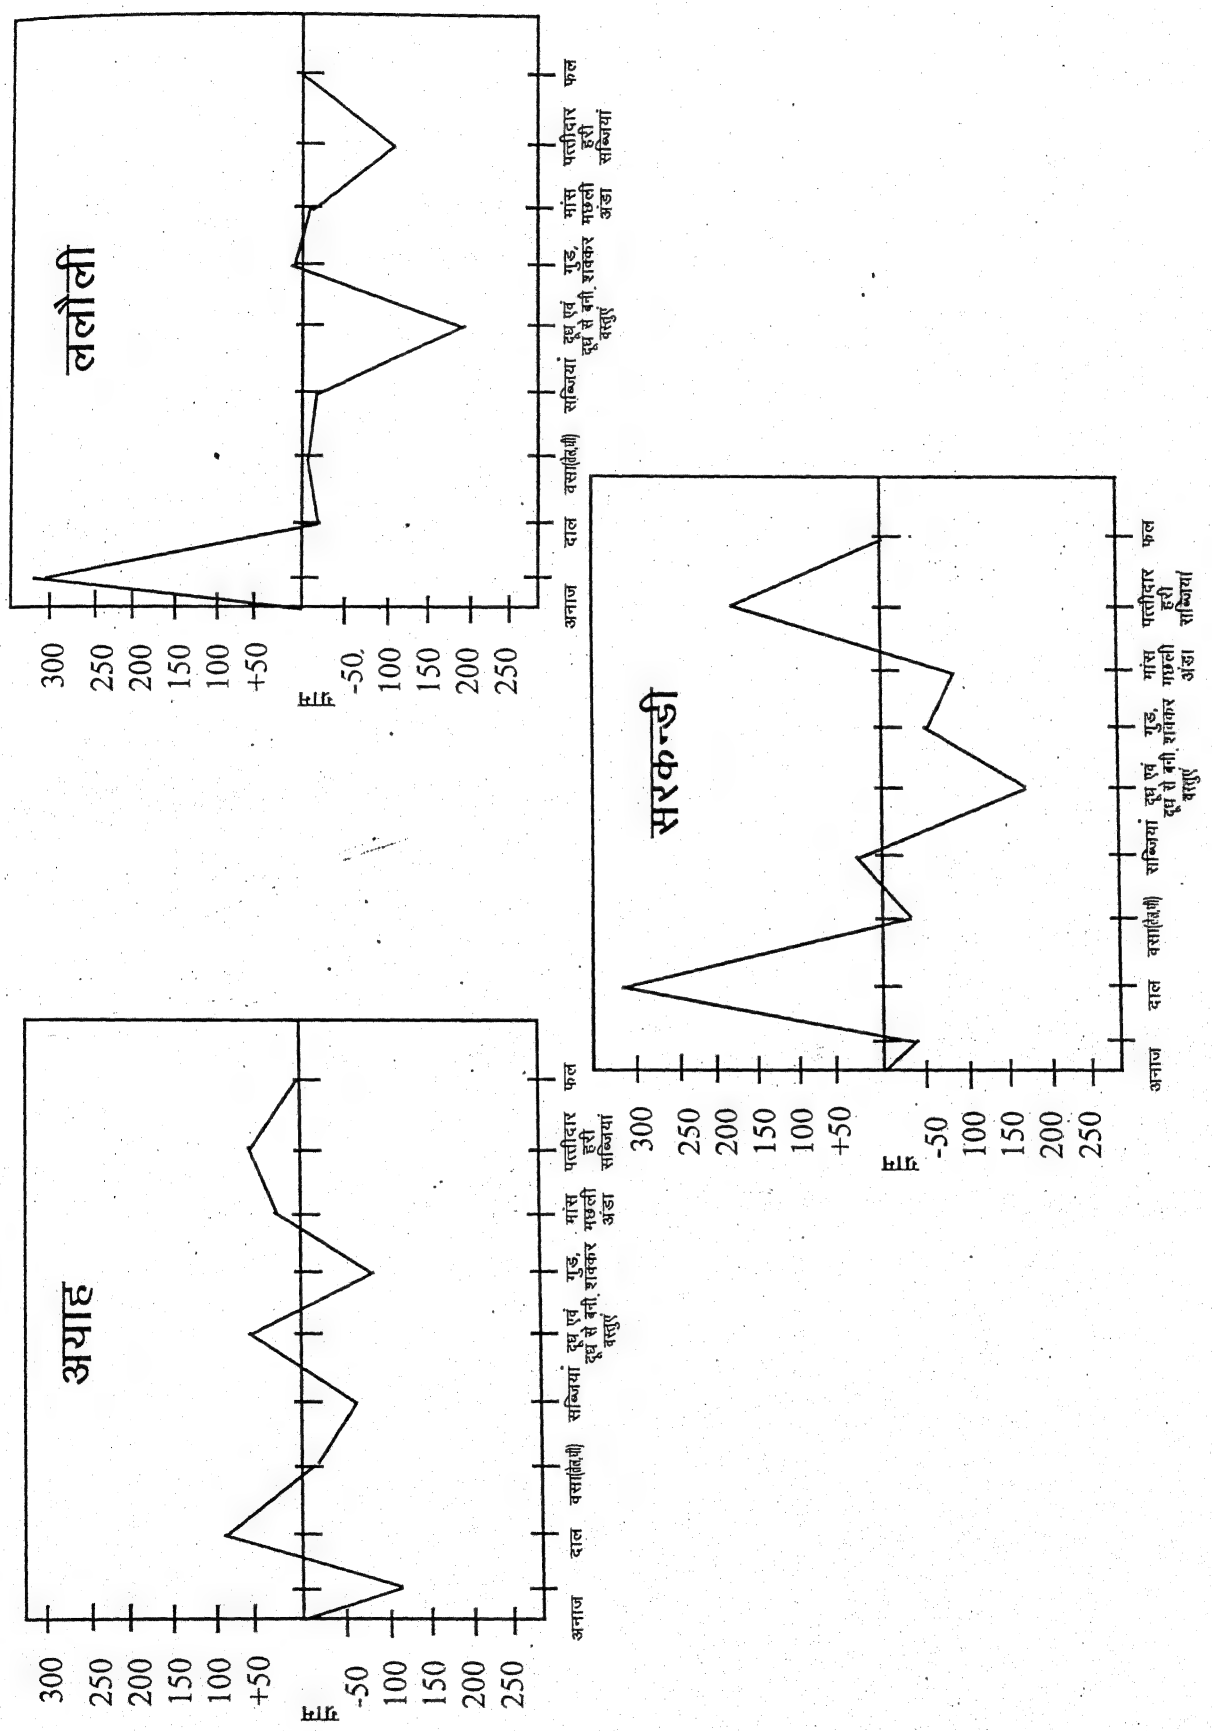 अयाह
300
250
200
150
100
+50
ग्राम
-50
100
150
200
250
अनाज
दाल
वसा(तेल,घी)
सब्जियां
दूध एवं
दूध से बनी
वस्तुएं
गुड़,
शक्कर
मांस
मछली
अंडा
पत्तीदार
हरी
सब्जियां
फल
ललौली
300
250
200
150
100
+50
ग्राम
-50
100
150
200
250
अनाज
दाल
वसा(तेल,घी)
सब्जियां
दूध एवं
दूध से बनी
वस्तुएं
गुड़,
शक्कर
मांस
मछली
अंडा
पत्तीदार
हरी
सब्जियां
फल
सरकन्डी
300
250
200
150
100
+50
ग्राम
-50
100
150
200
250
अनाज
दाल
वसा(तेल,घी)
सब्जियां
दूध एवं
दूध से बनी
वस्तुएं
गुड़,
शक्कर
मांस
मछली
अंडा
पत्तीदार
हरी
सब्जियां
फल